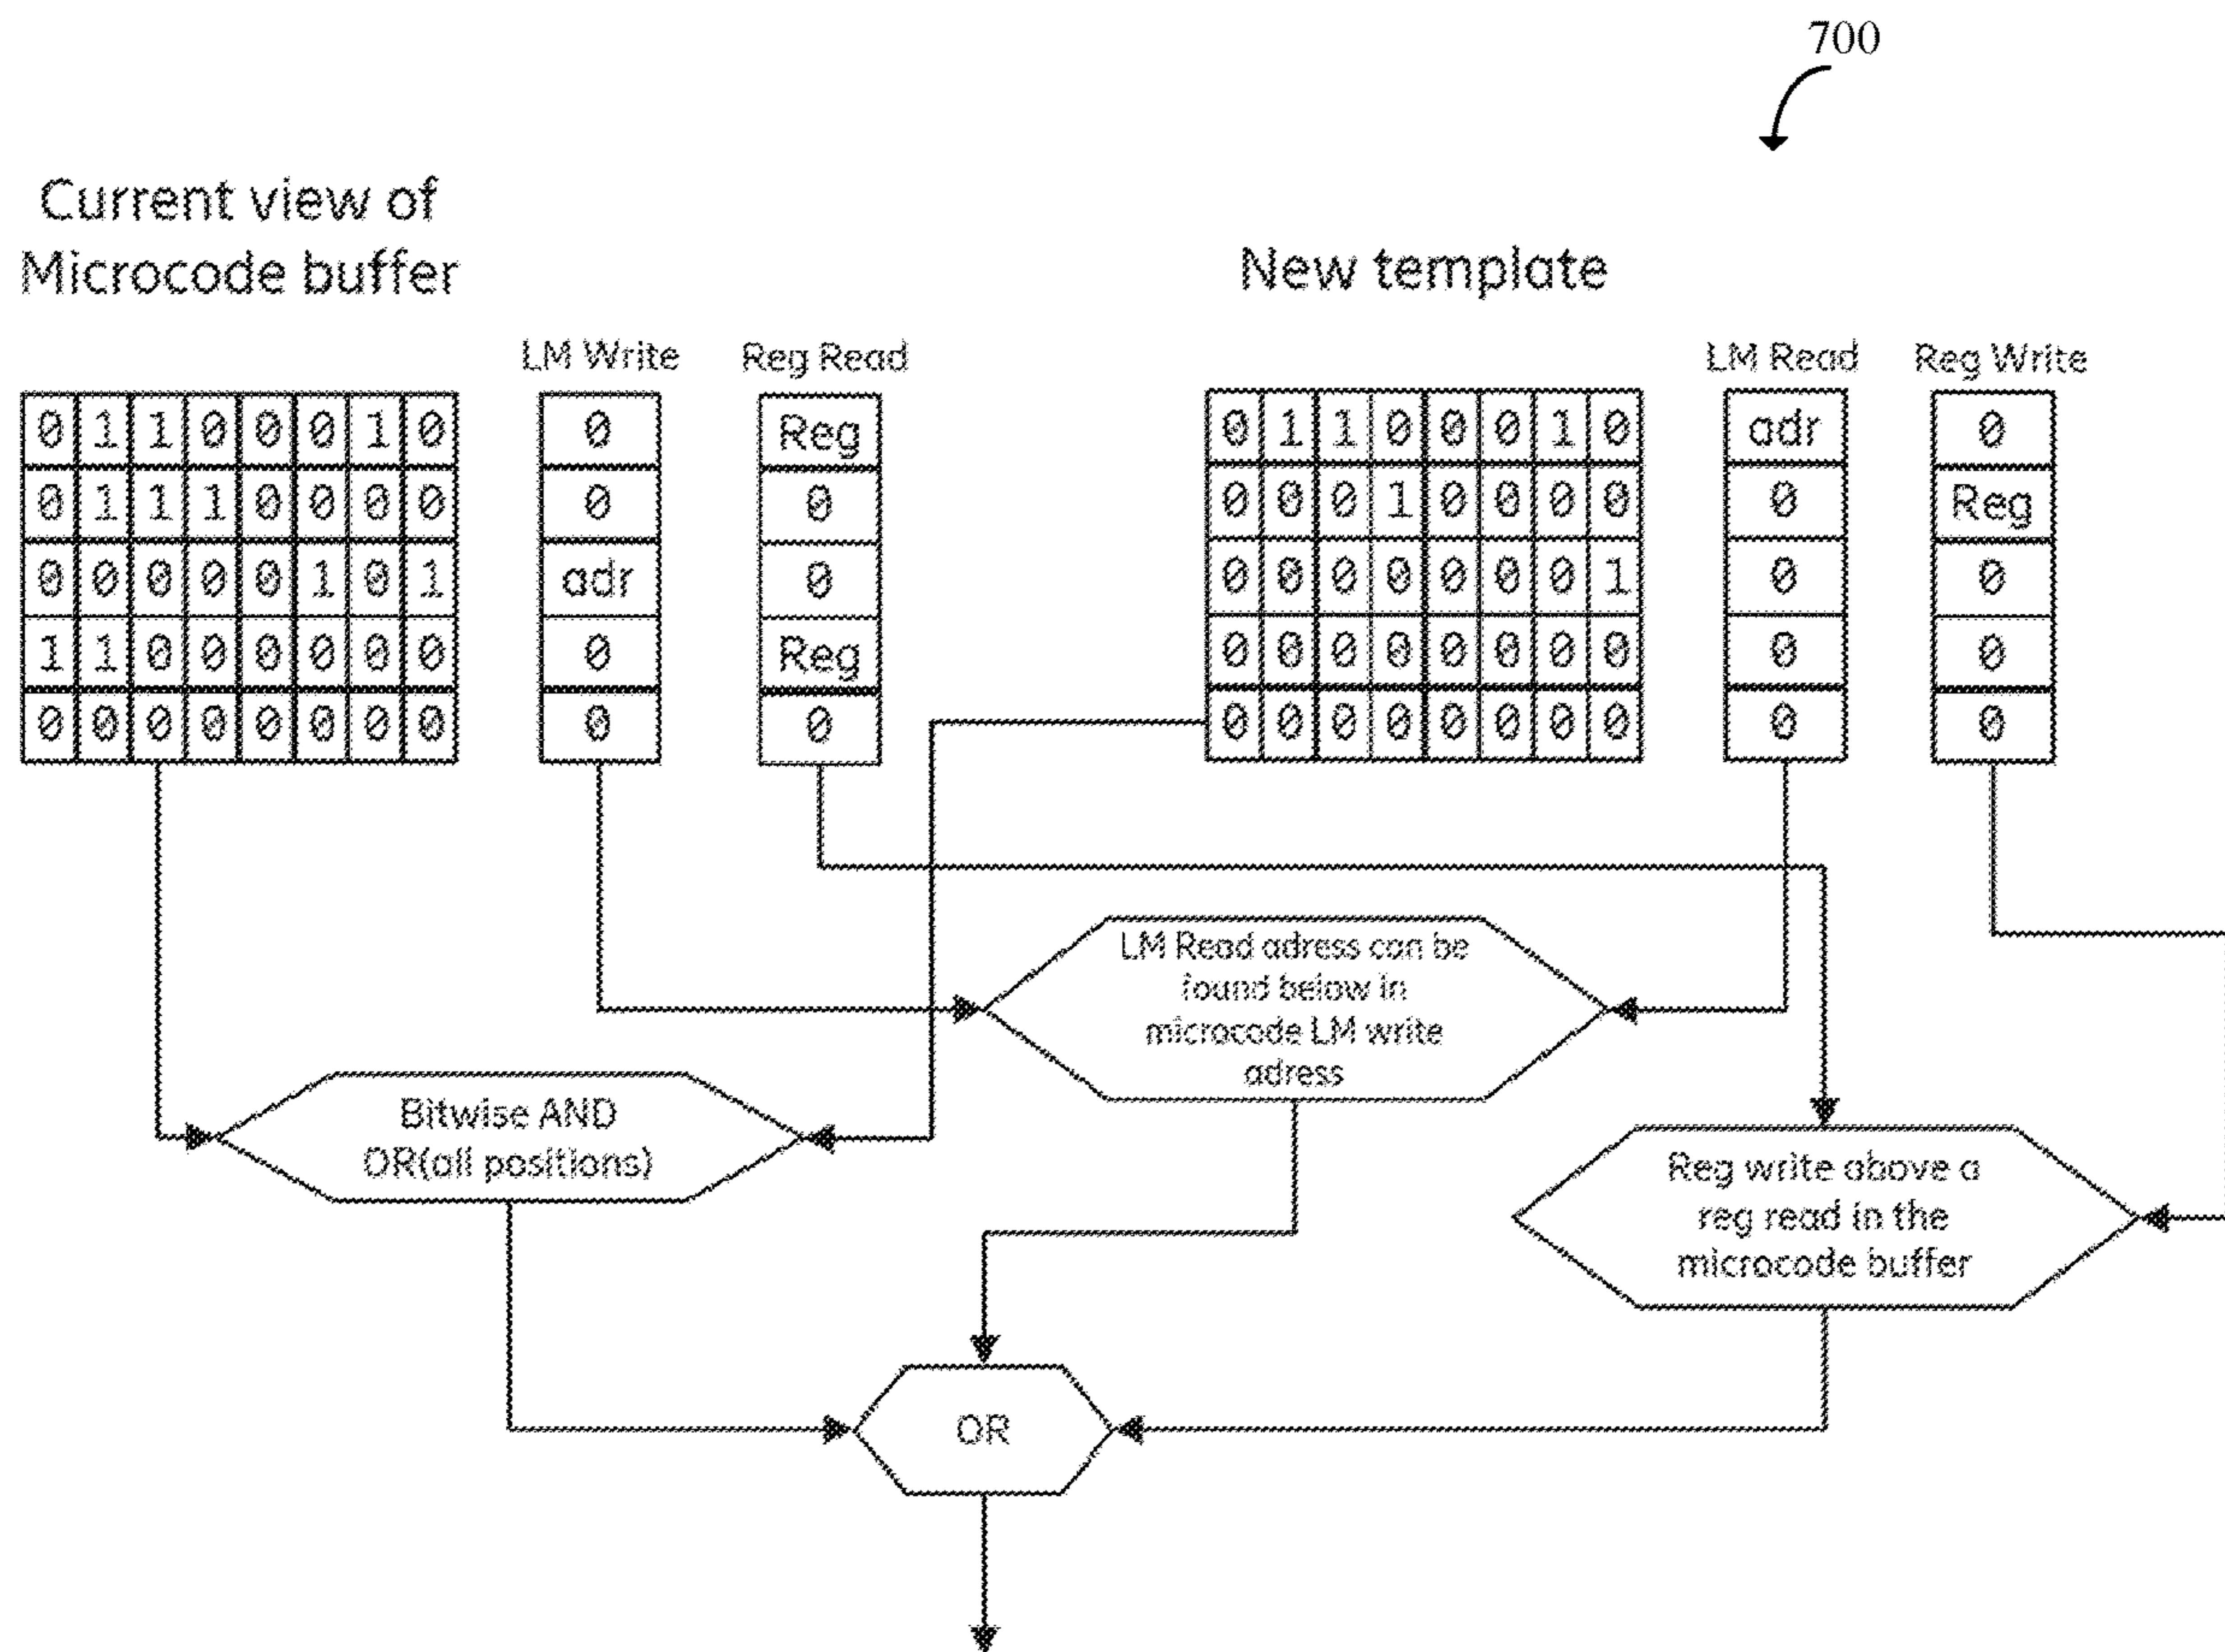 700
Current view of
Microcode buffer
New template
LM Write
Reg Read
LM Read
Reg Write
0 1 1 0 0 0 1 0
0 1 1 1 0 0 0 0
0 0 0 0 0 1 0 1
1 1 0 0 0 0 0 0
0 0 0 0 0 0 0 0
0
0
adr
0
0
Reg
0
0
Reg
0
0 1 1 0 0 0 1 0
0 0 0 1 0 0 0 0
0 0 0 0 0 0 0 1
0 0 0 0 0 0 0 0
0 0 0 0 0 0 0 0
adr
0
0
0
0
0
Reg
0
0
0
LM Read adress can be
found below in
microcode LM write
adress
Bitwise AND
OR(all positions)
Reg write above a
reg read in the
microcode buffer
OR